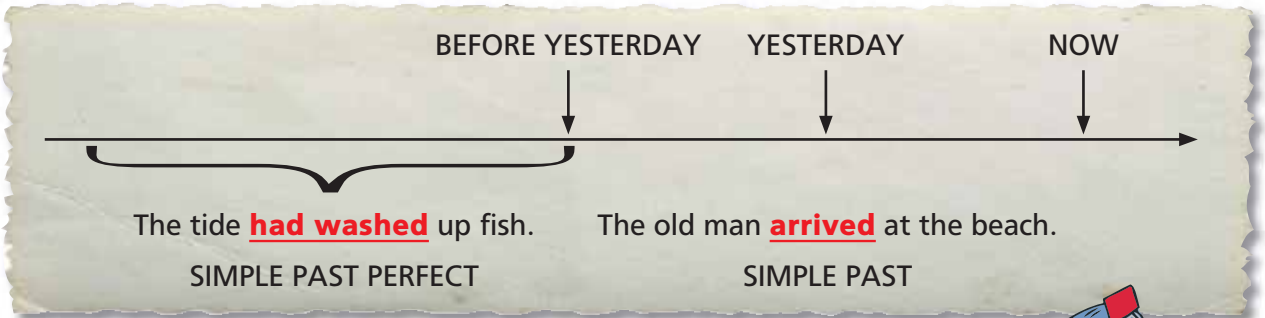 BEFORE YESTERDAY YESTERDAY NOW
The tide had washed up fish. The old man arrived at the beach.
SIMPLE PAST PERFECT SIMPLE PAST